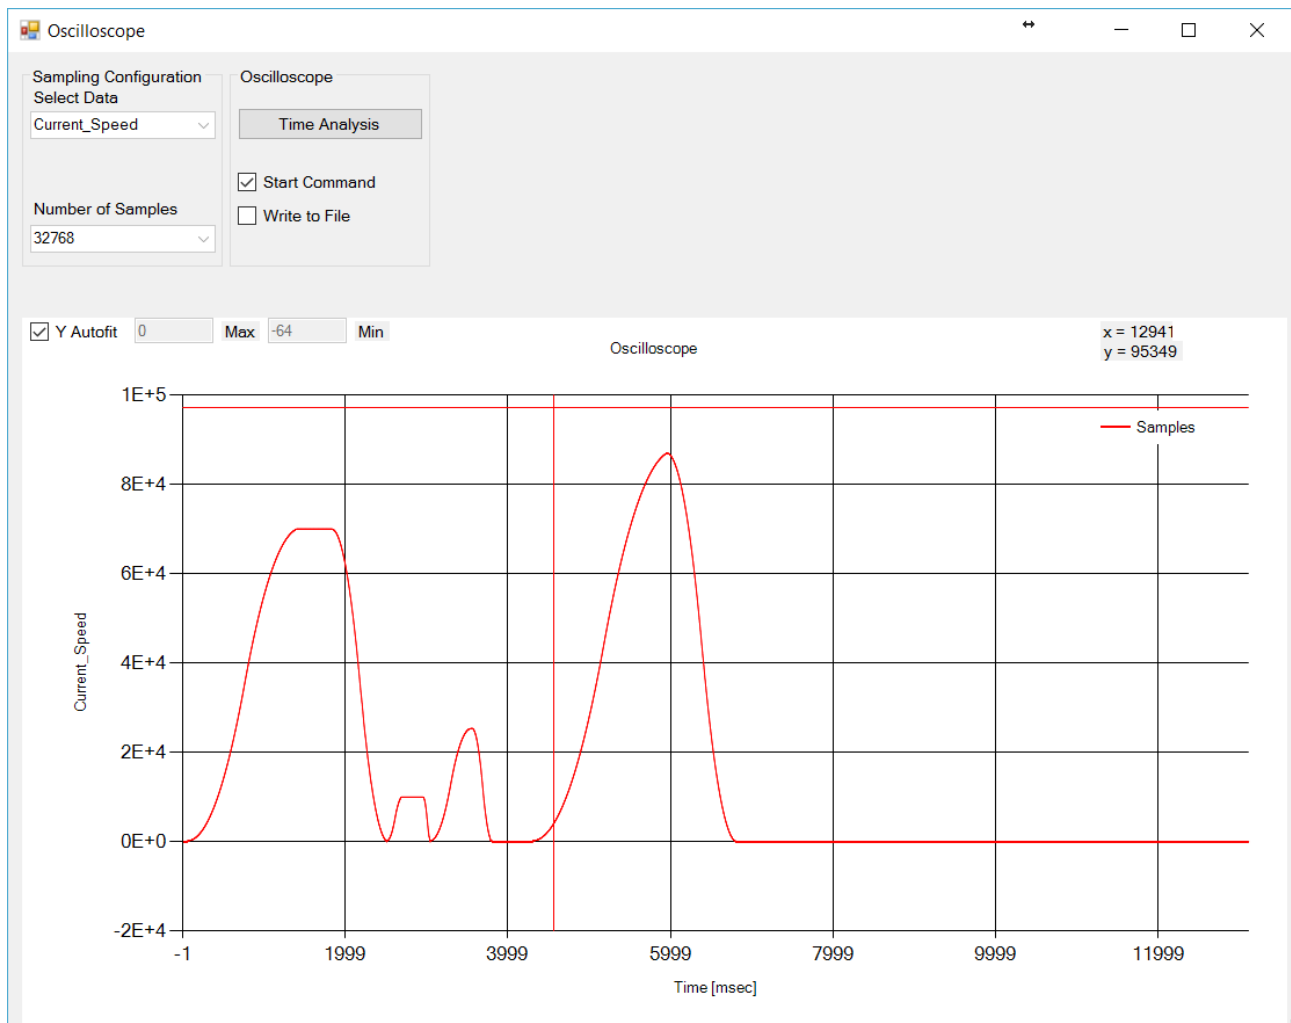 Oscilloscope
Sampling Configuration
Select Data
Current_Speed
Number of Samples
32768
Oscilloscope
Time Analysis
Start Command
Write to File
Y Autofit 0 Max -64 Min
Oscilloscope
x = 12941
y = 95349
Samples
1E+5
8E+4
6E+4
4E+4
2E+4
0E+0
-2E+4
Current_Speed
-1 1999 3999 5999 7999 9999 11999
Time [msec]